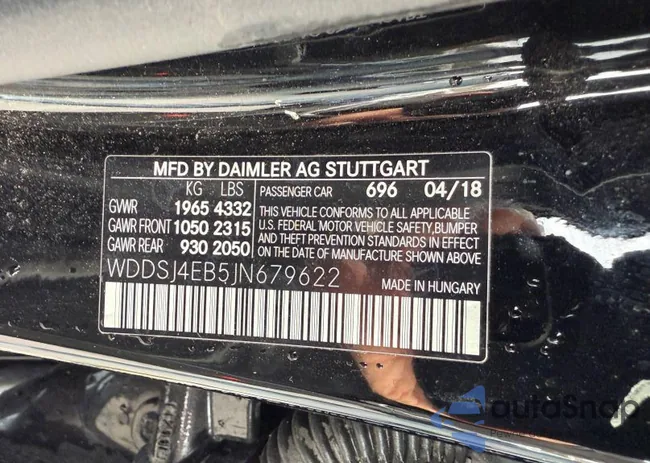 MFD BY DAIMLER AG STUTTGART
KG LBS PASSENGER CAR 696 04/18
GVWR 1965 4332 THIS VEHICLE CONFORMS TO ALL APPLICABLE
GAWR FRONT 1050 2315 U.S. FEDERAL MOTOR VEHICLE SAFETY,BUMPER
GAWR REAR 930 2050 AND THEFT PREVENTION STANDARDS IN EFFECT
ON THE DATE OF MANUFACTURE SHOWN ABOVE
WDDSJ4EB5JN679622 MADE IN HUNGARY
autoSnap